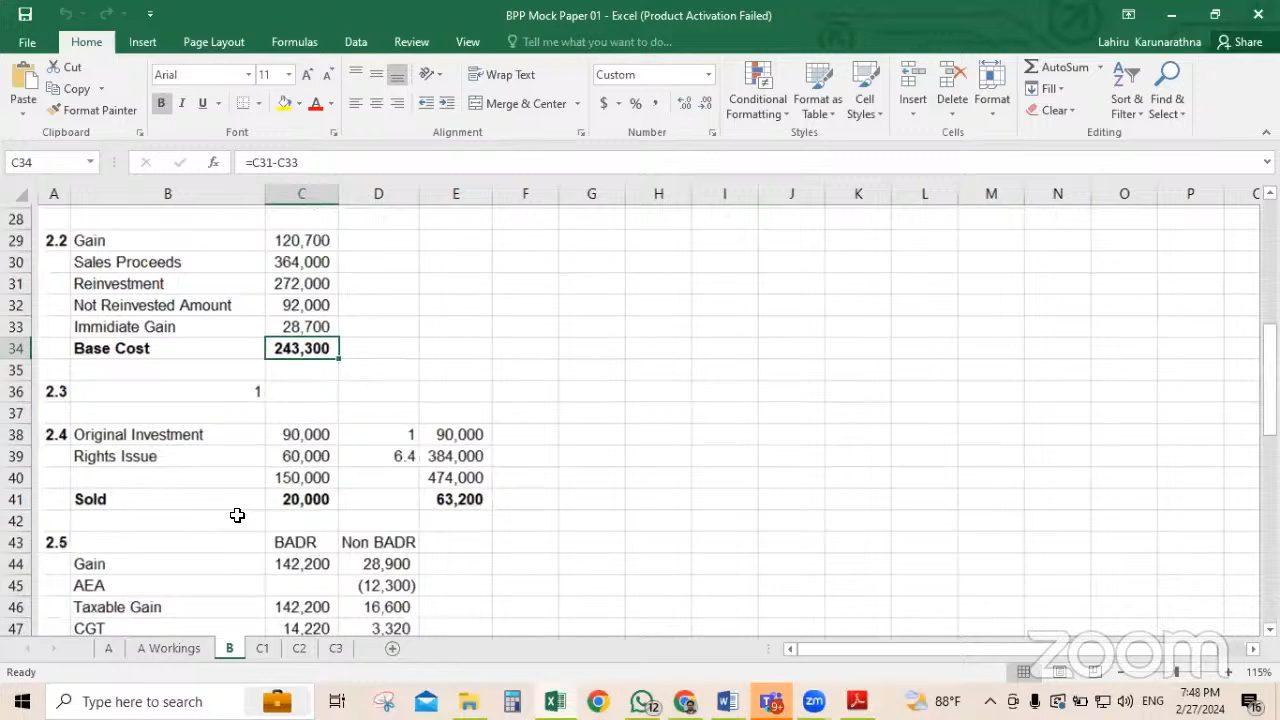 BPP Mock Paper 01 - Excel (Product Activation Failed)
File Home Insert Page Layout Formulas Data Review View Tell me what you want to do... Lahiru Karunarathna Share
Cut Arial 11 Wrap Text Custom AutoSum
Paste Copy B I U Merge & Center $ % , Conditional Formatting Format as Table Cell Styles Insert Delete Format Fill Sort & Filter Find & Select
Format Painter Clear
Clipboard Font Alignment Number Styles Cells Editing
C34 fx =C31-C33
A B C D E F G H I J K L M N O P
28
29 2.2 Gain 120,700
30 Sales Proceeds 364,000
31 Reinvestment 272,000
32 Not Reinvested Amount 92,000
33 Immidiate Gain 28,700
34 Base Cost 243,300
35
36 2.3 1
37
38 2.4 Original Investment 90,000 1 90,000
39 Rights Issue 60,000 6.4 384,000
40 150,000 474,000
41 Sold 20,000 63,200
42
43 2.5 BADR Non BADR
44 Gain 142,200 28,900
45 AEA (12,300)
46 Taxable Gain 142,200 16,600
47 CGT 14,220 3,320
A A Workings B C1 C2 C3
zoom
Ready 115%
Type here to search 12 9+ zm 88°F ENG 7:48 PM 2/27/2024 16